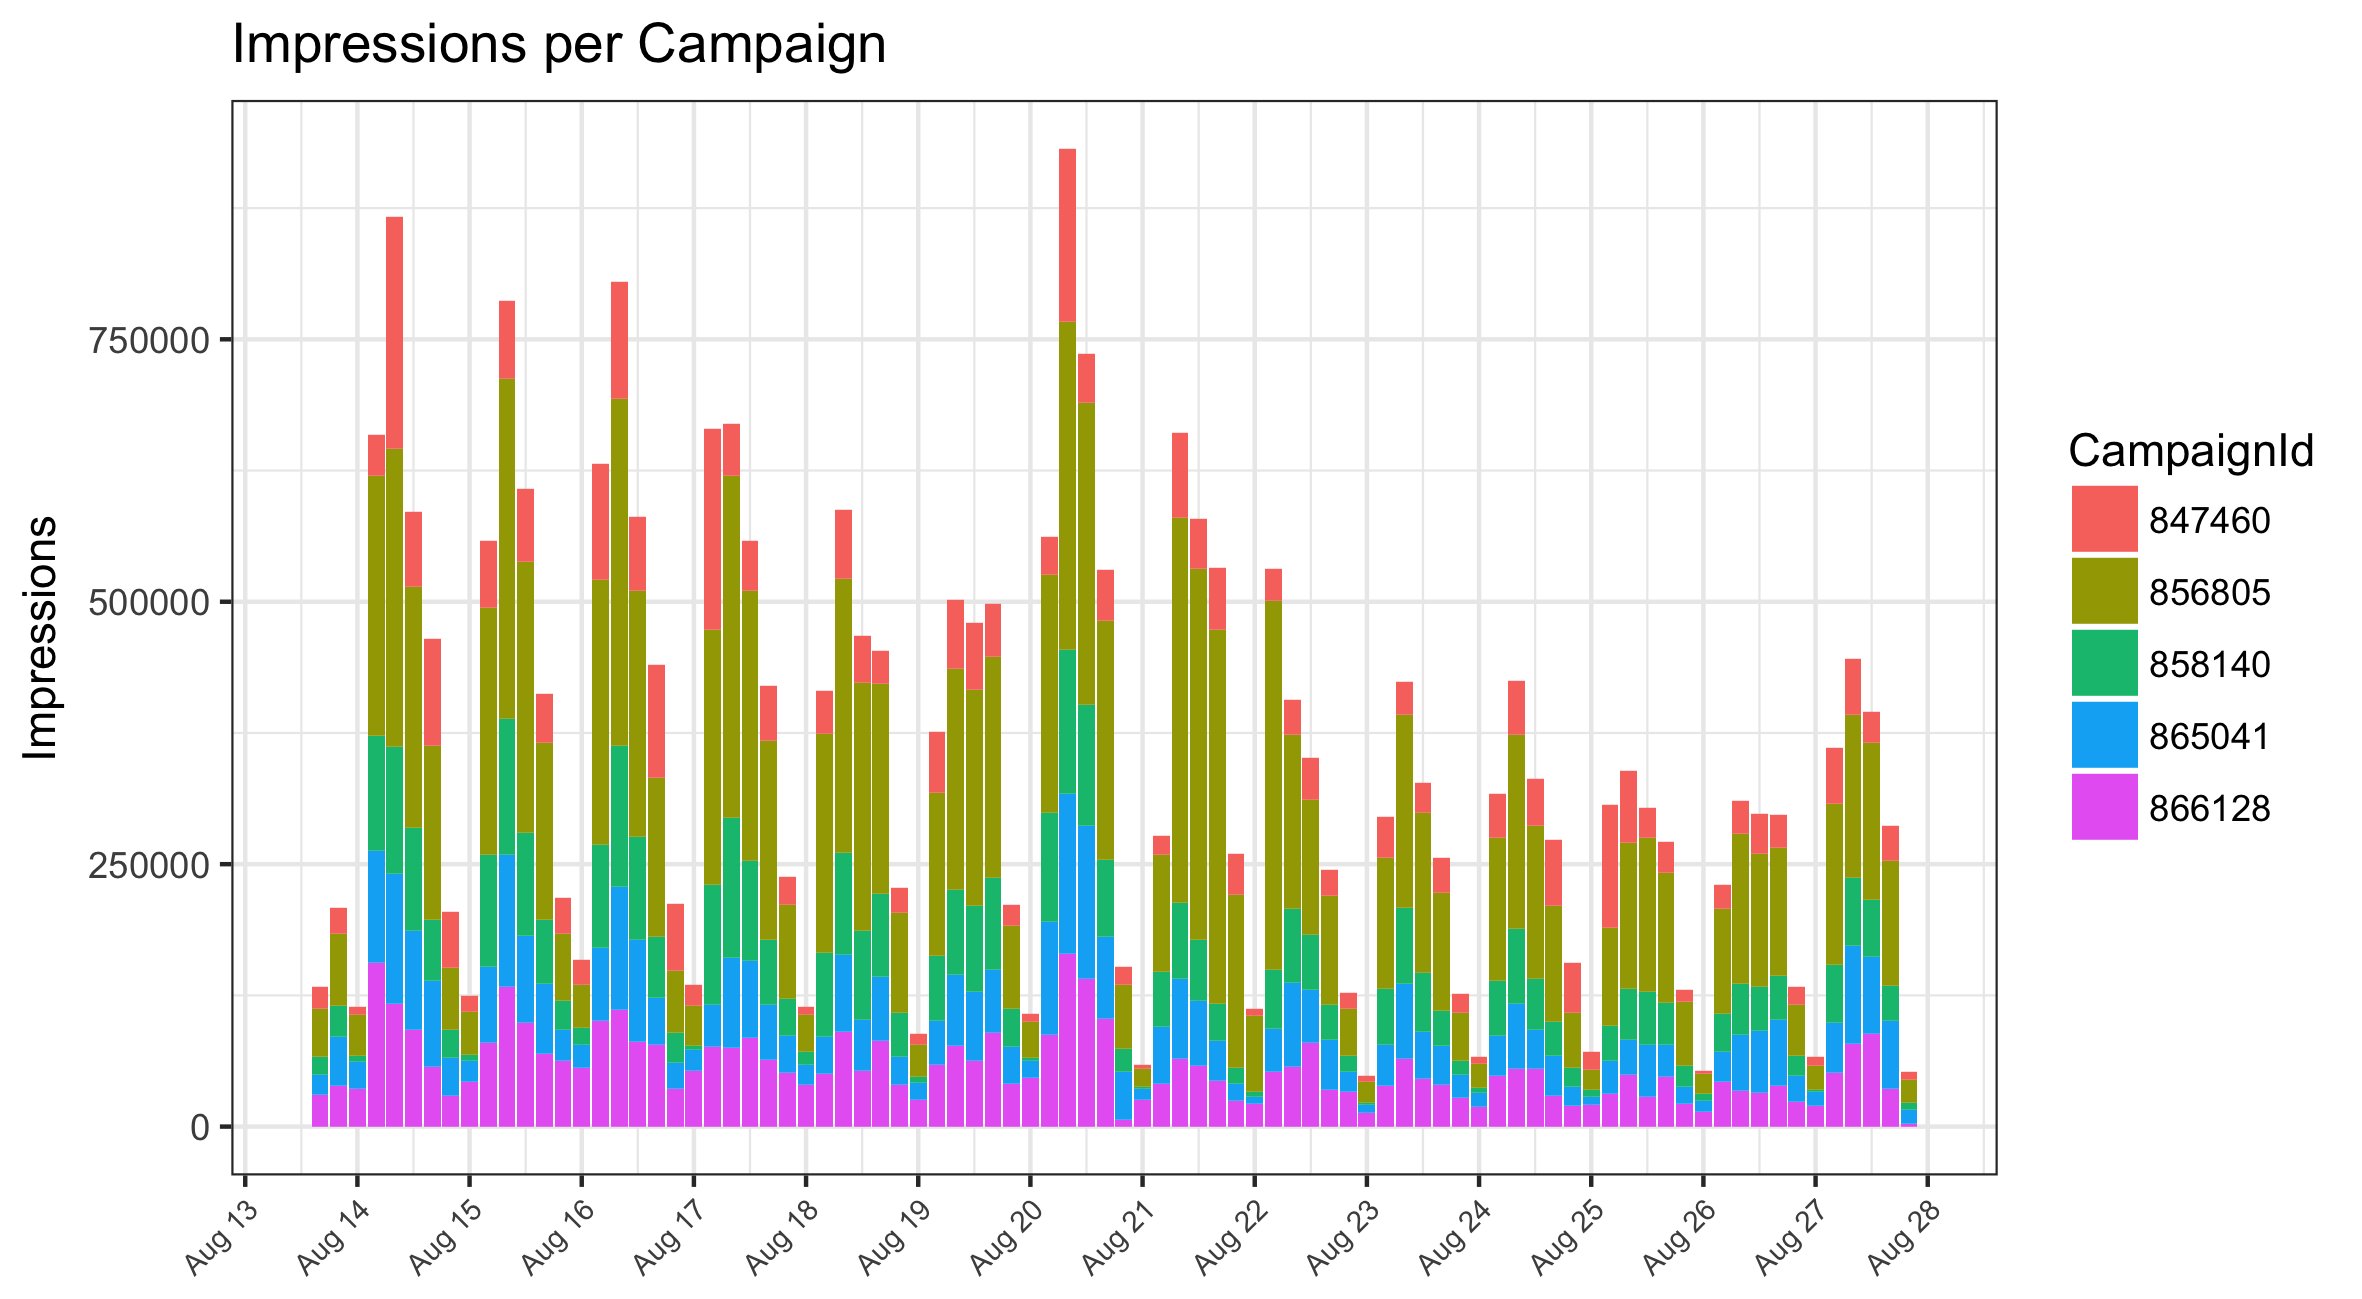 Impressions per Campaign
Impressions
750000
500000
250000
0
Aug 13
Aug 14
Aug 15
Aug 16
Aug 17
Aug 18
Aug 19
Aug 20
Aug 21
Aug 22
Aug 23
Aug 24
Aug 25
Aug 26
Aug 27
Aug 28
CampaignId
847460
856805
858140
865041
866128